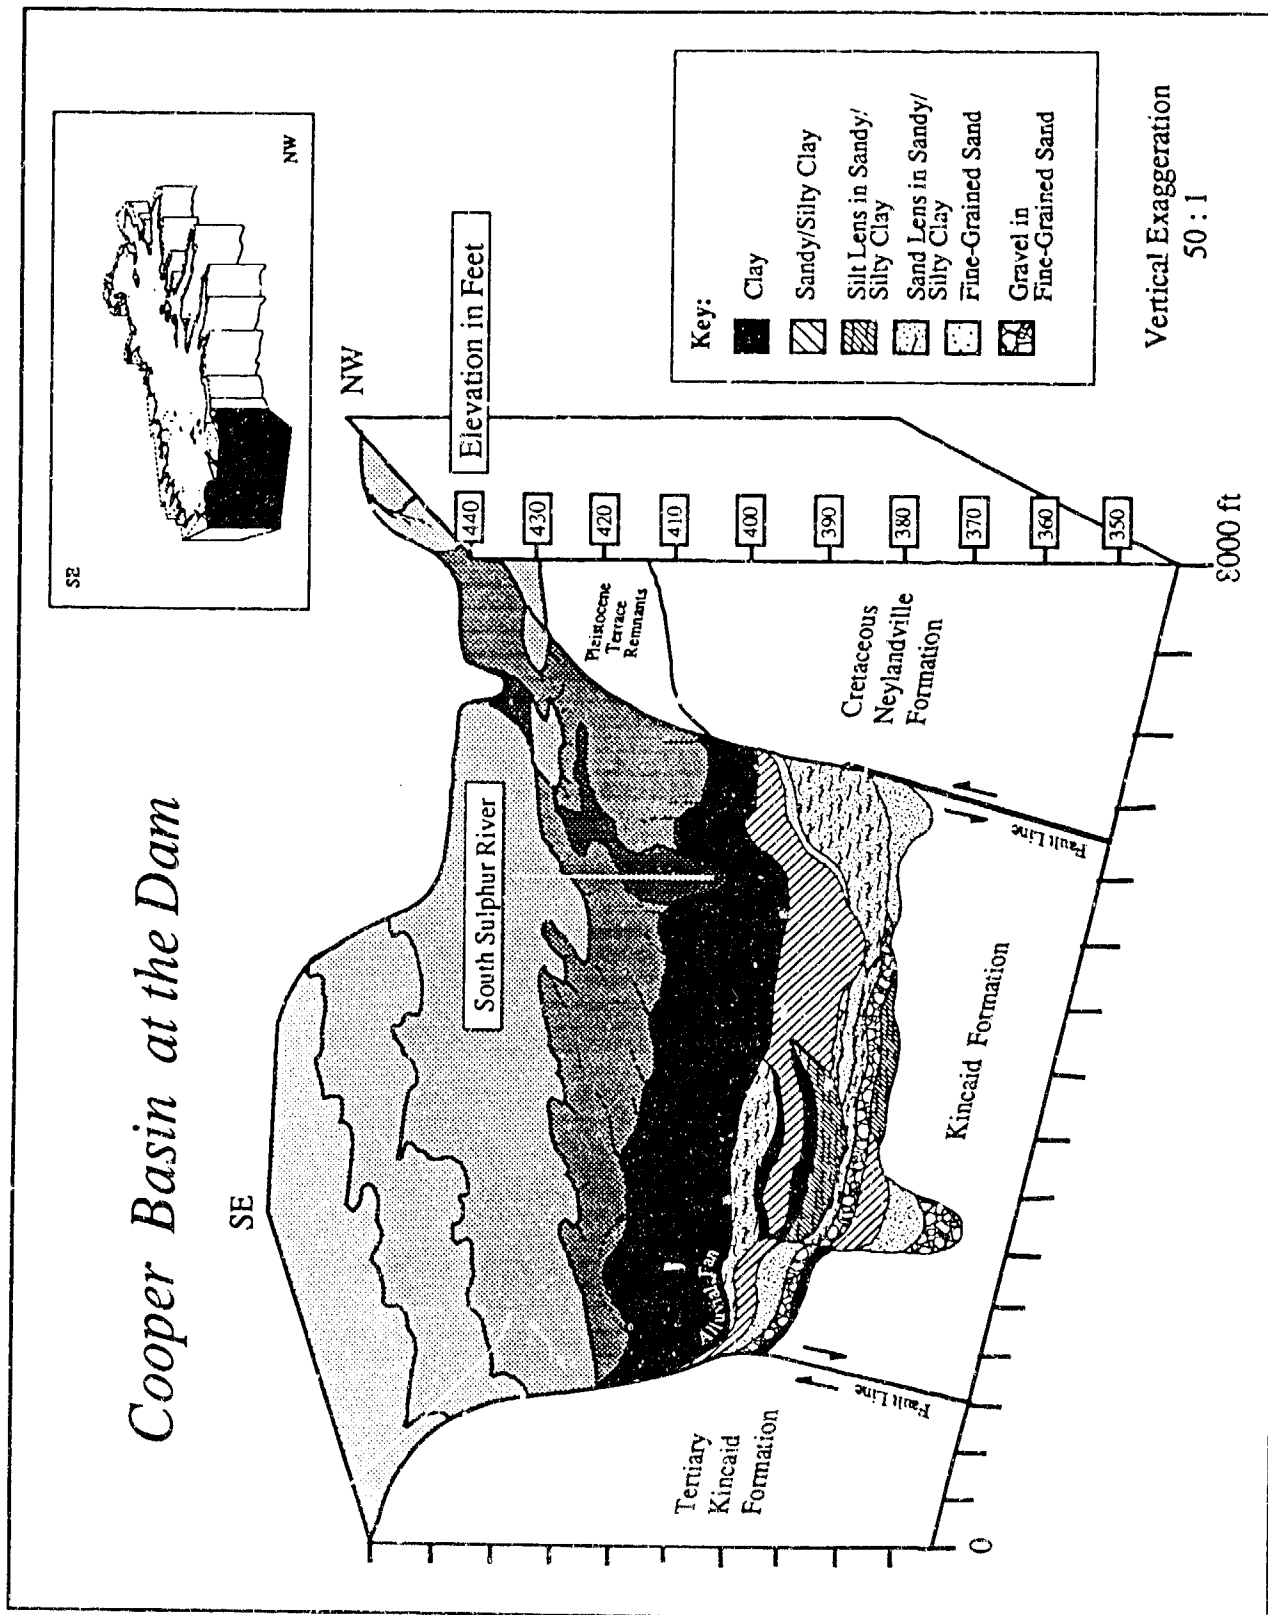 Cooper Basin at the Dam
SE
NW
SE
NW
South Sulphur River
Elevation in Feet
440
430
420
410
400
390
380
370
360
350
Pleistocene
Terrace
Remnants
Cretaceous
Neylandville
Formation
Alluvial Fan
Tertiary
Kincaid
Formation
Kincaid Formation
Fault Line
Fault Line
0
3000 ft
Key:
Clay
Sandy/Silty Clay
Silt Lens in Sandy/
Silty Clay
Sand Lens in Sandy/
Silty Clay
Fine-Grained Sand
Gravel in
Fine-Grained Sand
Vertical Exaggeration
50 : 1